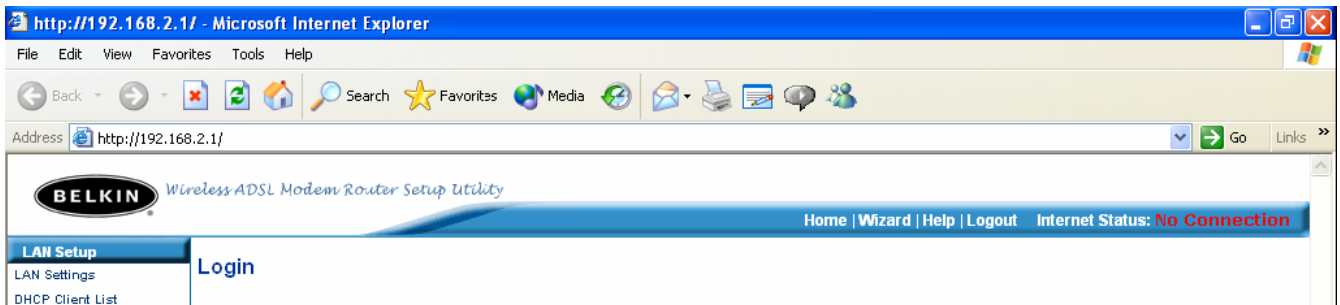 http://192.168.2.1/ - Microsoft Internet Explorer
File Edit View Favorites Tools Help
Back Search Favorites Media
Address http://192.168.2.1/ Go Links »
BELKIN Wireless ADSL Modem Router Setup Utility
Home | Wizard | Help | Logout Internet Status: No Connection
LAN Setup
Login
LAN Settings
DHCP Client List